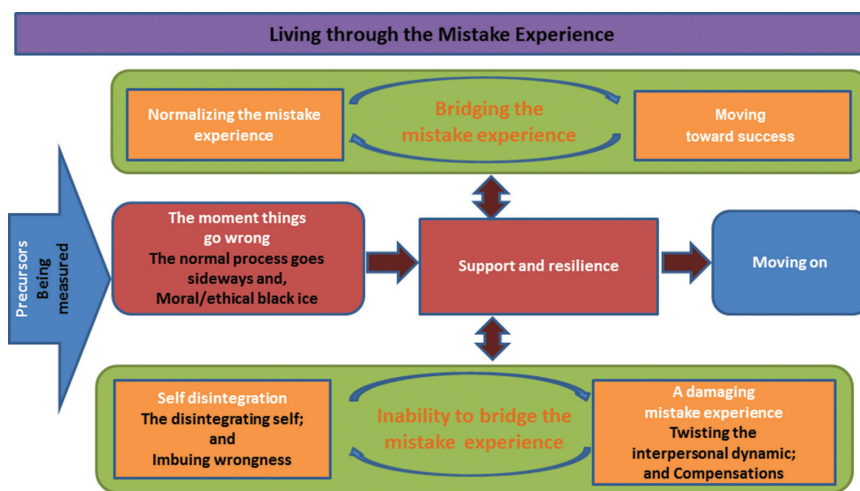 Living through the Mistake Experience
Normalizing the mistake
experience
Bridging the
mistake experience
Moving
toward success
Precursors
Being
measured
The moment things
go wrong
The normal process goes
sideways and,
Moral/ethical black ice
Support and resilience
Moving on
Self disintegration
The disintegrating self;
and
Imbuing wrongness
Inability to bridge the
mistake experience
A damaging
mistake experience
Twisting the
interpersonal dynamic;
and Compensations